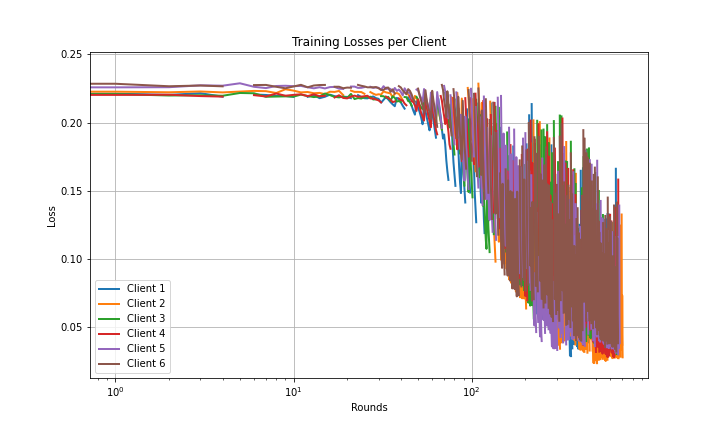 Training Losses per Client
0.25
0.20
0.15
0.10
0.05
Loss
Client 1
Client 2
Client 3
Client 4
Client 5
Client 6
10^0
10^1
10^2
Rounds